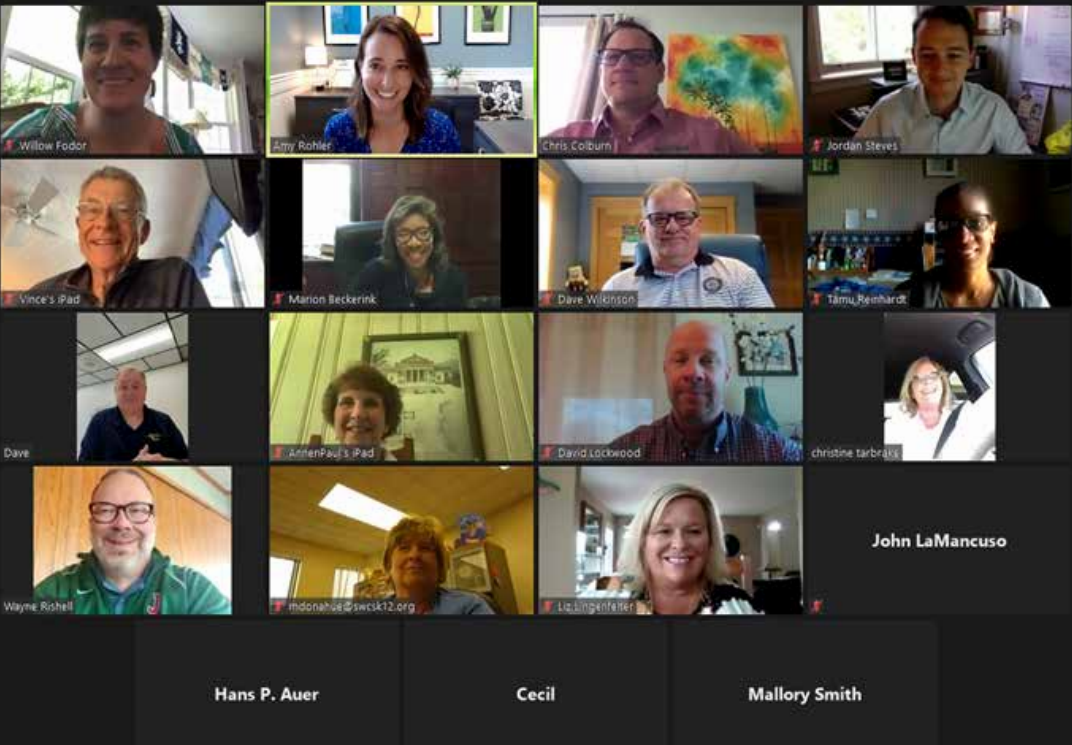 Willow Fodor
Amy Rohler
Chris Colburn
Jordan Steves
Vince's iPad
Marion Beckerink
Dave Wilkinson
Tamu Reinhardt
Dave
AnnenPaul's iPad
David Lockwood
christine tarbrake
Wayne Rishell
mdonahue@swcsk12.org
Liz Lingenfelter
John LaMancuso
Hans P. Auer
Cecil
Mallory Smith